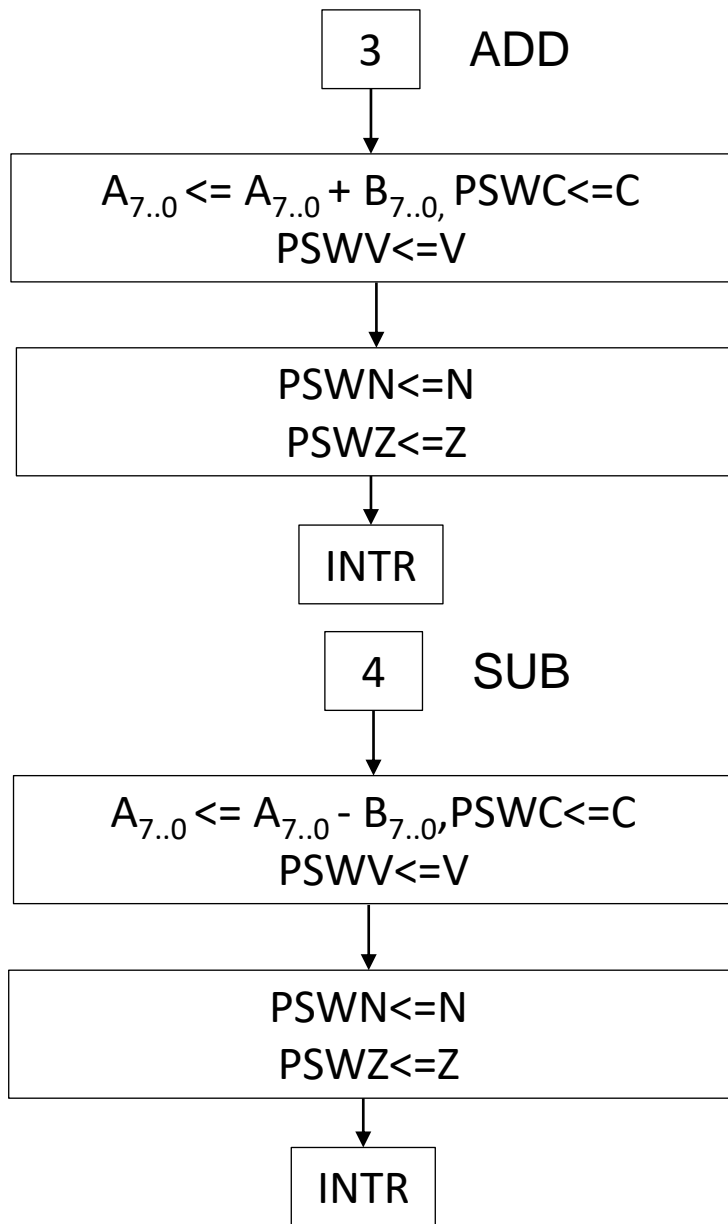 3 ADD
A7..0 <= A7..0 + B7..0, PSWC<=C
PSWV<=V
PSWN<=N
PSWZ<=Z
INTR
4 SUB
A7..0 <= A7..0 - B7..0,PSWC<=C
PSWV<=V
PSWN<=N
PSWZ<=Z
INTR